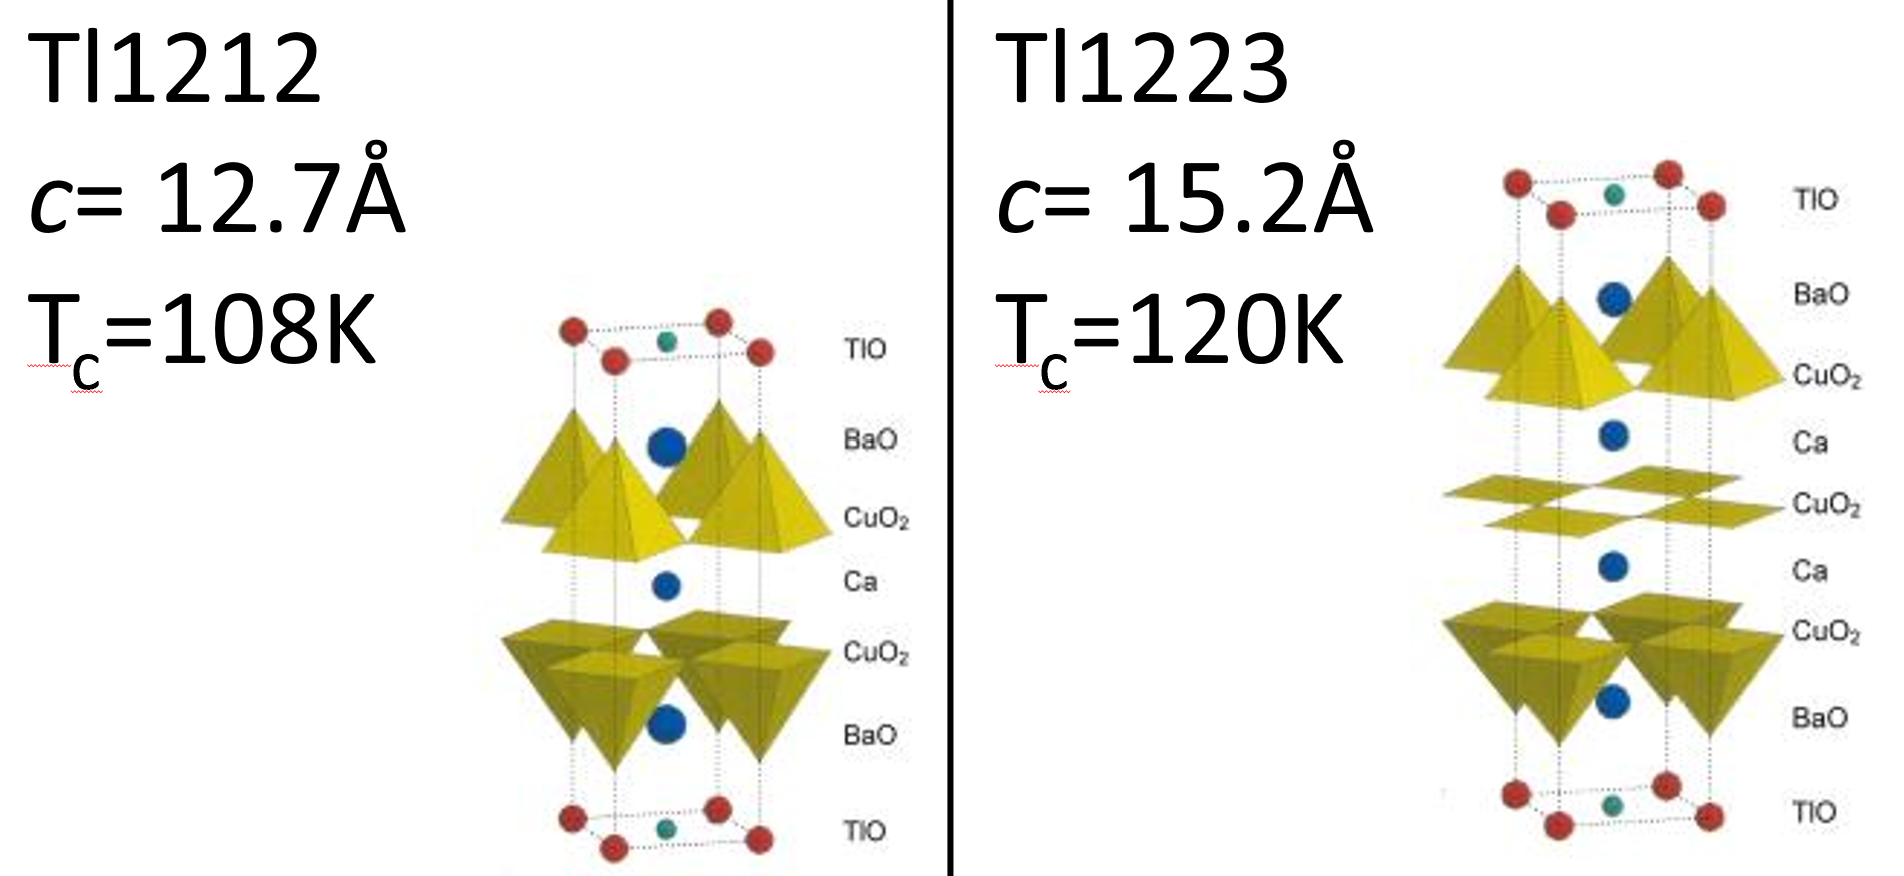 Tl1212
c= 12.7Å
Tc=108K
TlO
BaO
CuO₂
Ca
CuO₂
BaO
TlO
Tl1223
c= 15.2Å
Tc=120K
TlO
BaO
CuO₂
Ca
CuO₂
Ca
CuO₂
BaO
TlO